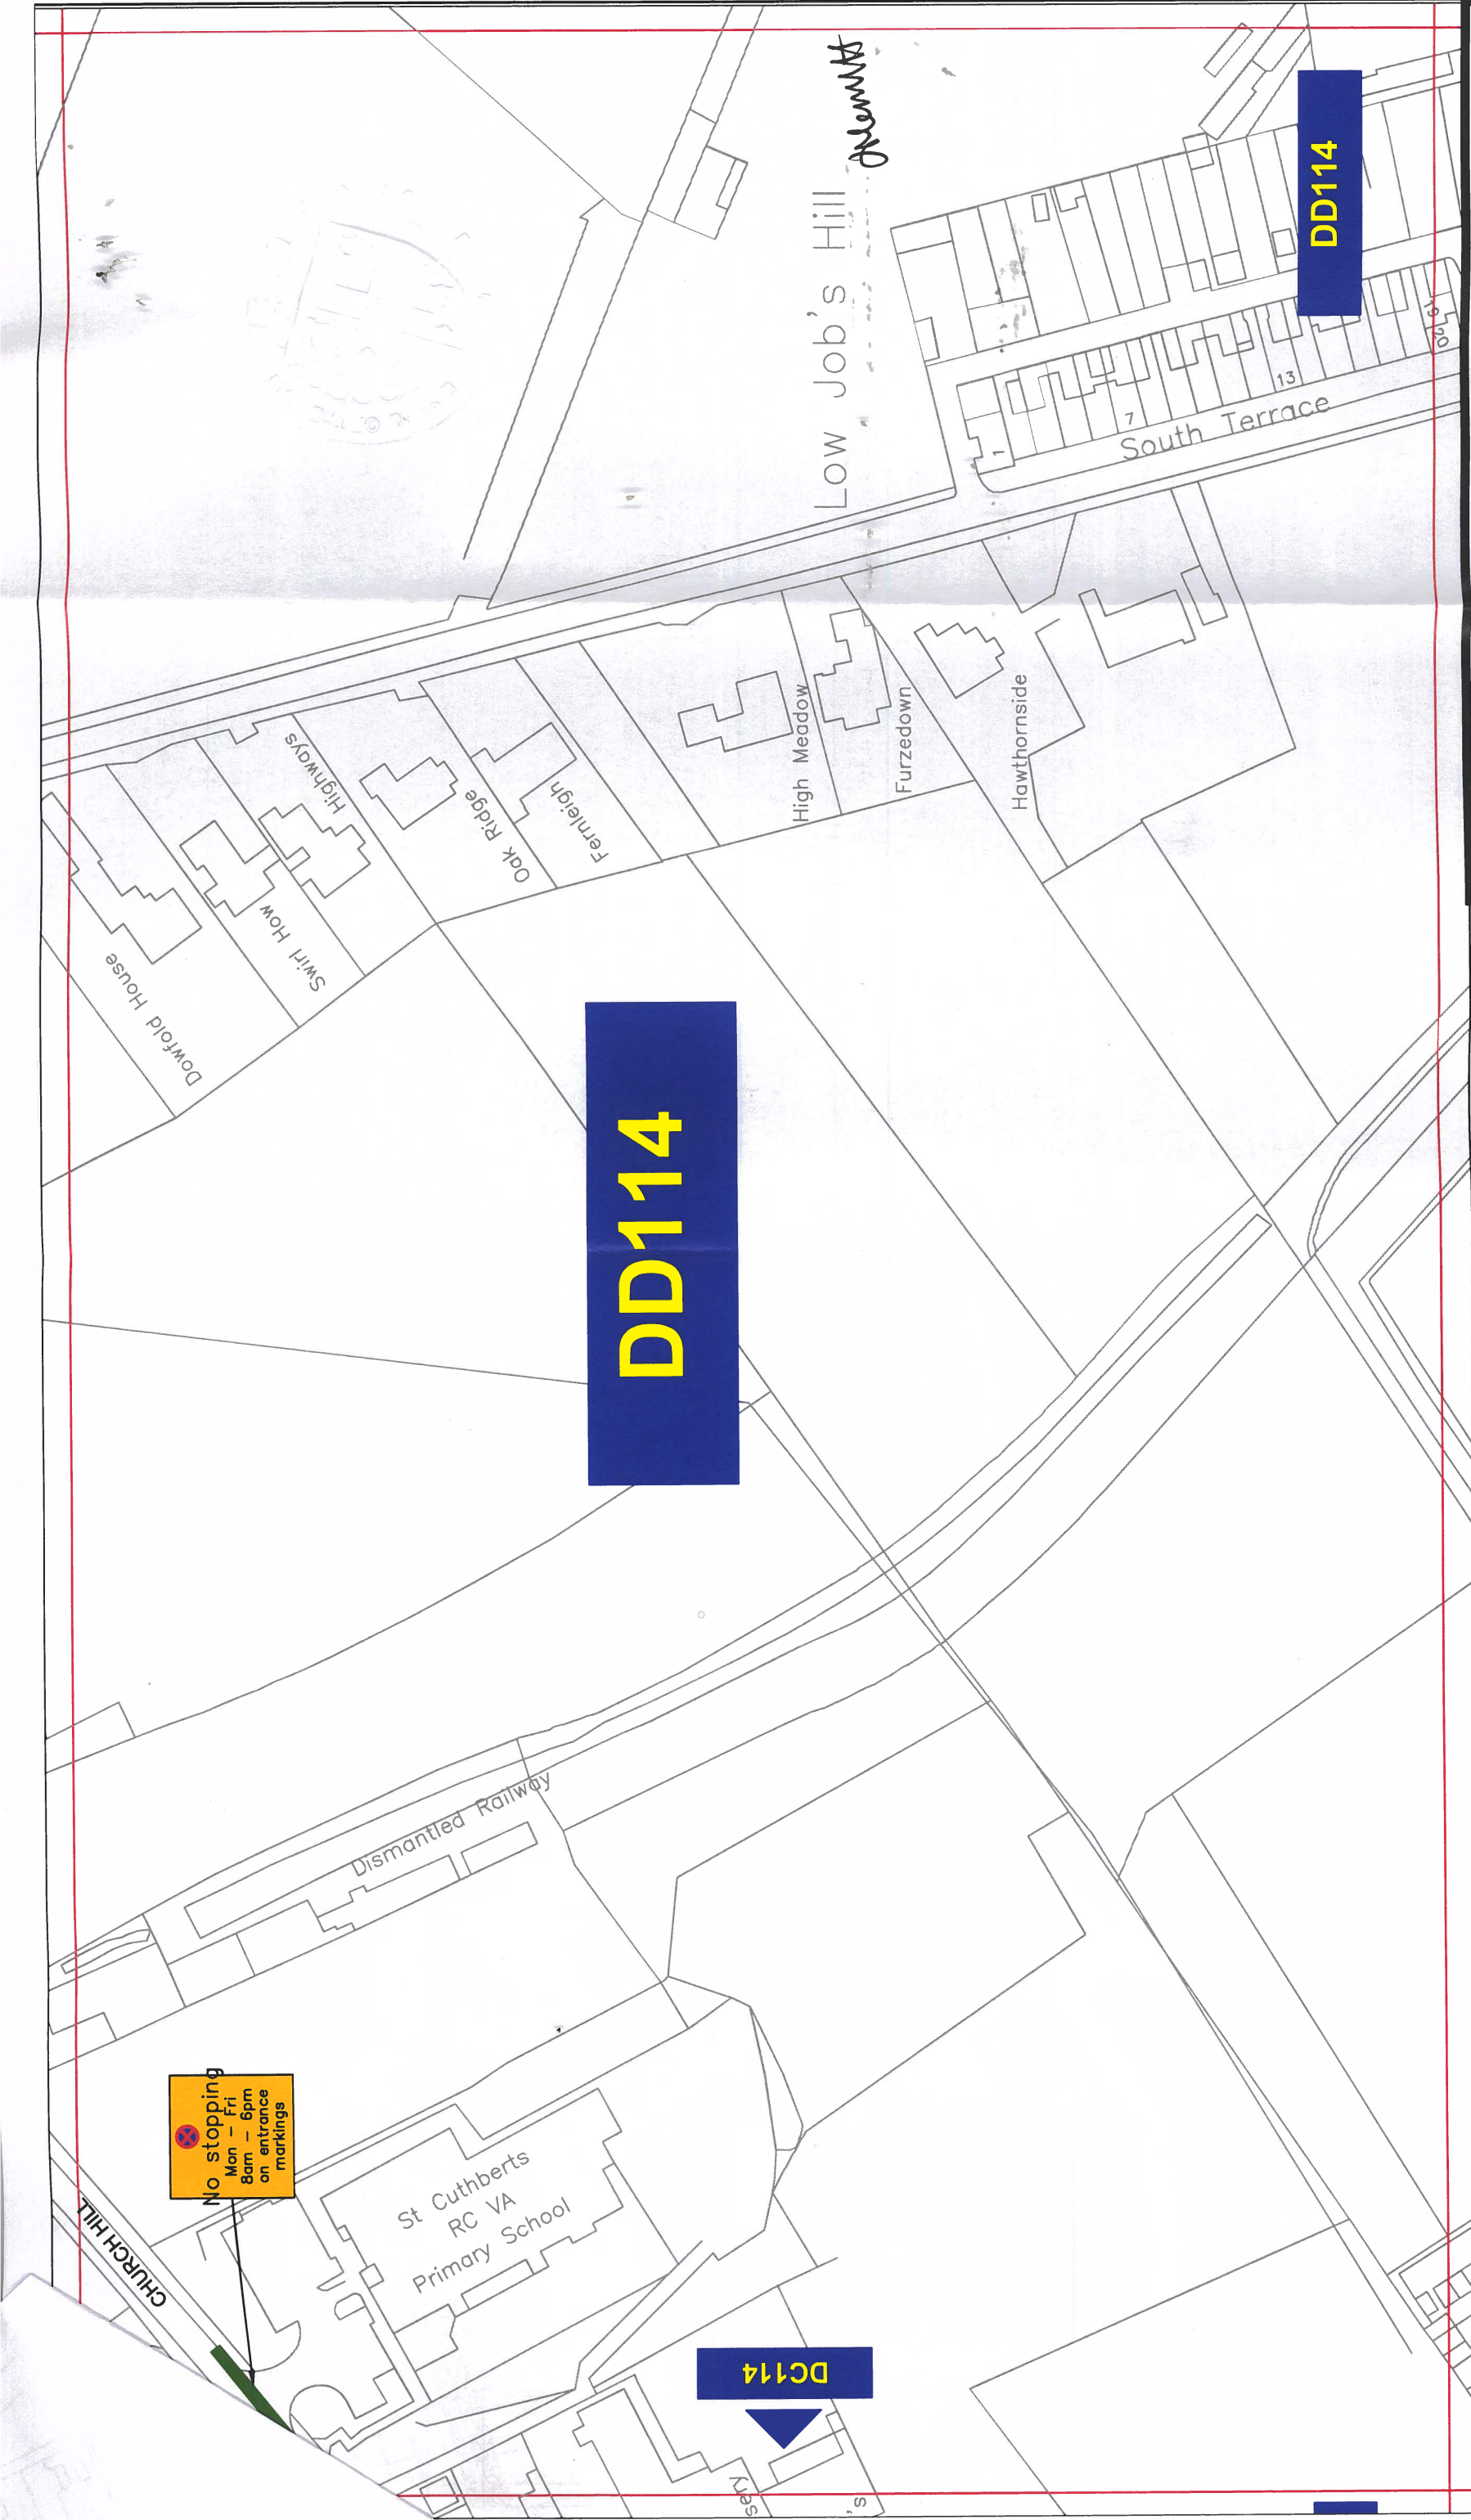 Low Job's Hill
DD114
19
20
13
7
1
South Terrace
High Meadow
Furzedown
Hawthornside
Highways
Oak Ridge
Fernleigh
Swirl How
Dowfold House
DD114
Dismantled Railway
No stopping
Mon - Fri
8am - 6pm
on entrance
markings
CHURCH HILL
St Cuthberts
RC VA
Primary School
DC114
sery
's